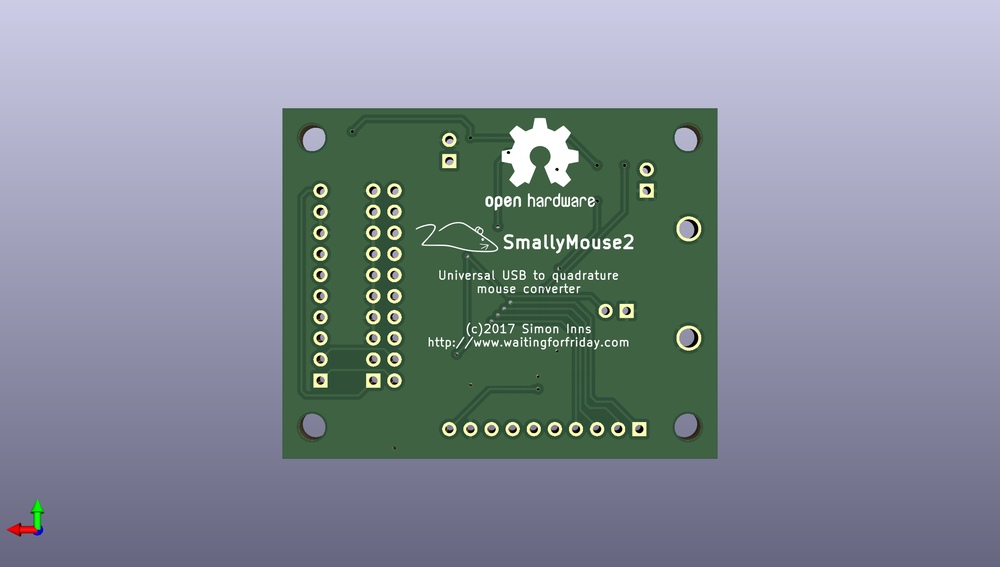 open hardware
SmallyMouse2
Universal USB to quadrature
mouse converter
(c)2017 Simon Inns
http://www.waitingforfriday.com